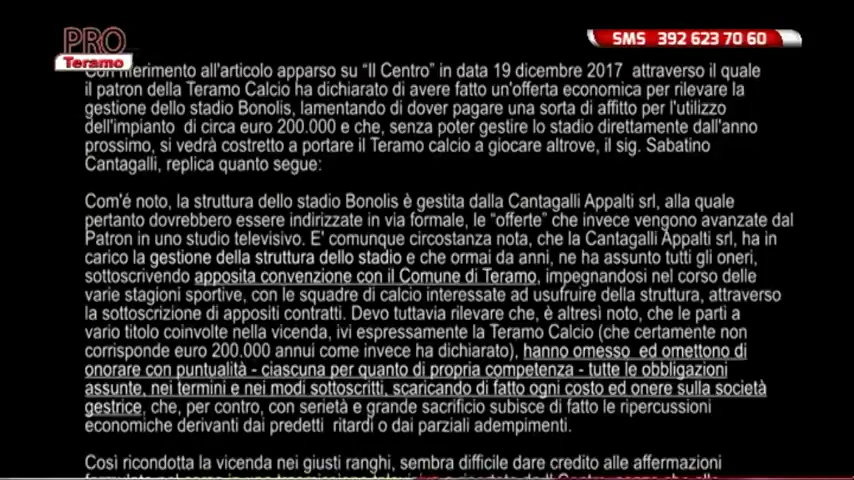 PRO
Teramo
SMS 392 623 70 60
Con riferimento all'articolo apparso su “Il Centro” in data 19 dicembre 2017 attraverso il quale
il patron della Teramo Calcio ha dichiarato di avere fatto un'offerta economica per rilevare la
gestione dello stadio Bonolis, lamentando di dover pagare una sorta di affitto per l'utilizzo
dell'impianto di circa euro 200.000 e che, senza poter gestire lo stadio direttamente dall'anno
prossimo, si vedrà costretto a portare il Teramo calcio a giocare altrove, il sig. Sabatino
Cantagalli, replica quanto segue:
Com'é noto, la struttura dello stadio Bonolis è gestita dalla Cantagalli Appalti srl, alla quale
pertanto dovrebbero essere indirizzate in via formale, le “offerte” che invece vengono avanzate dal
Patron in uno studio televisivo. E' comunque circostanza nota, che la Cantagalli Appalti srl, ha in
carico la gestione della struttura dello stadio e che ormai da anni, ne ha assunto tutti gli oneri,
sottoscrivendo apposita convenzione con il Comune di Teramo, impegnandosi nel corso delle
varie stagioni sportive, con le squadre di calcio interessate ad usufruire della struttura, attraverso
la sottoscrizione di appositi contratti. Devo tuttavia rilevare che, è altresì noto, che le parti a
vario titolo coinvolte nella vicenda, ivi espressamente la Teramo Calcio (che certamente non
corrisponde euro 200.000 annui come invece ha dichiarato), hanno omesso ed omettono di
onorare con puntualità - ciascuna per quanto di propria competenza - tutte le obbligazioni
assunte, nei termini e nei modi sottoscritti, scaricando di fatto ogni costo ed onere sulla società
gestrice, che, per contro, con serietà e grande sacrificio subisce di fatto le ripercussioni
economiche derivanti dai predetti ritardi o dai parziali adempimenti.
Così ricondotta la vicenda nei giusti ranghi, sembra difficile dare credito alle affermazioni